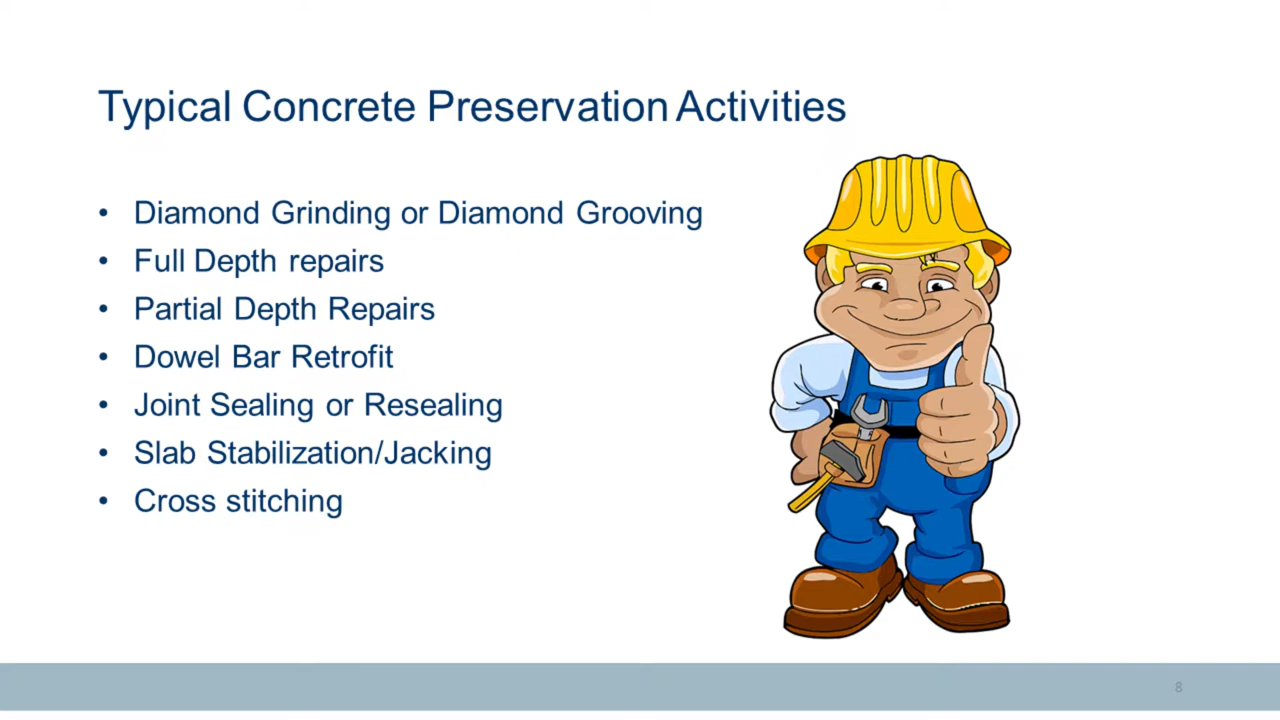 Typical Concrete Preservation Activities
• Diamond Grinding or Diamond Grooving
• Full Depth repairs
• Partial Depth Repairs
• Dowel Bar Retrofit
• Joint Sealing or Resealing
• Slab Stabilization/Jacking
• Cross stitching
8